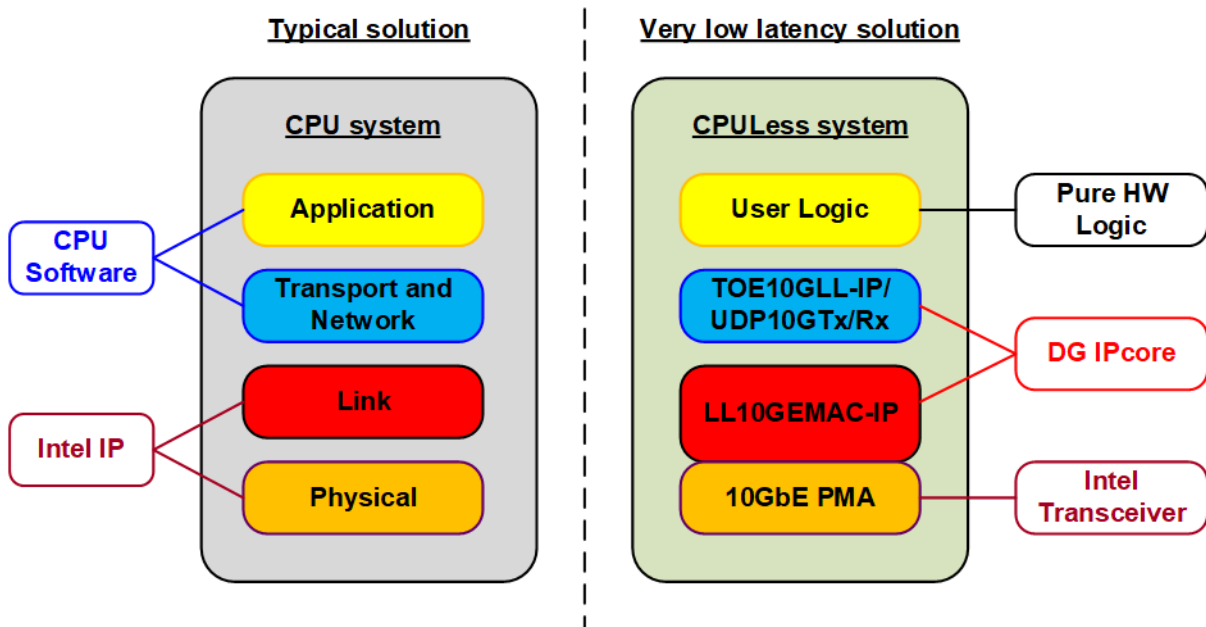 Typical solution
Very low latency solution
CPU system
CPULess system
Application
User Logic
Pure HW
Logic
CPU
Software
Transport and
Network
TOE10GLL-IP/
UDP10GTx/Rx
DG IPcore
Link
LL10GEMAC-IP
Intel IP
Physical
10GbE PMA
Intel
Transceiver